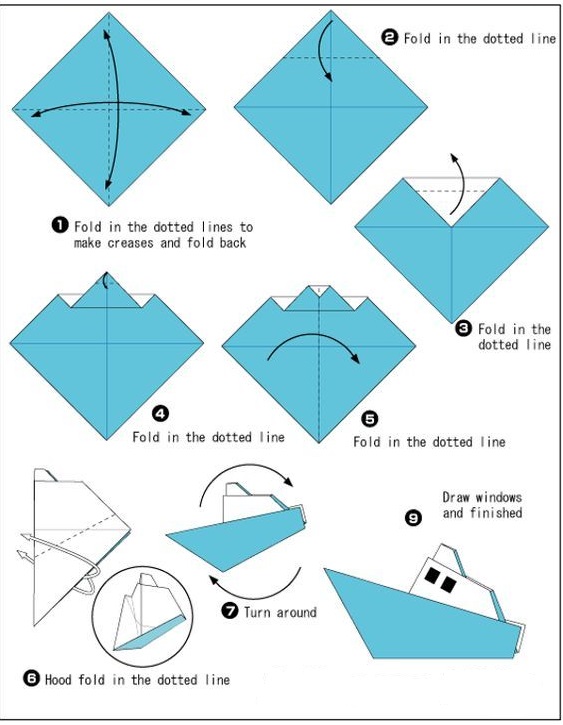 1 Fold in the dotted lines to
make creases and fold back
2 Fold in the dotted line
3 Fold in the
dotted line
4
Fold in the dotted line
5
Fold in the dotted line
6 Hood fold in the dotted line
7 Turn around
9
Draw windows
and finished